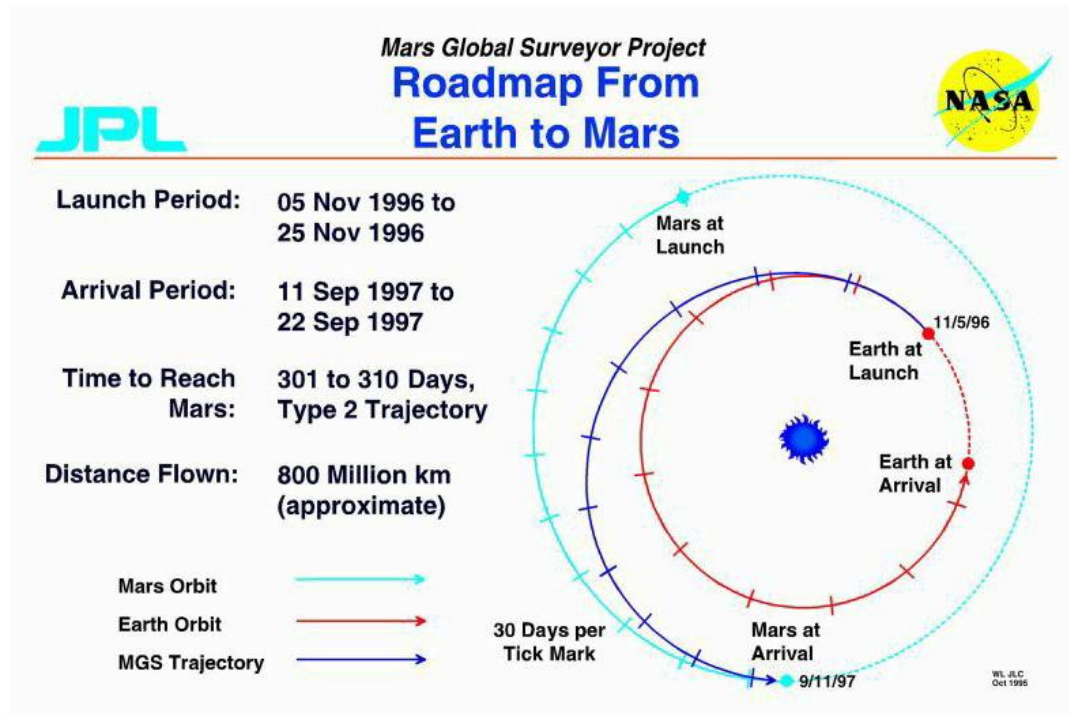 Mars Global Surveyor Project
Roadmap From
Earth to Mars
JPL
NASA
Launch Period:
05 Nov 1996 to
25 Nov 1996
Arrival Period:
11 Sep 1997 to
22 Sep 1997
Time to Reach
Mars:
301 to 310 Days,
Type 2 Trajectory
Distance Flown:
800 Million km
(approximate)
Mars Orbit
Earth Orbit
MGS Trajectory
Mars at
Launch
11/5/96
Earth at
Launch
Earth at
Arrival
30 Days per
Tick Mark
Mars at
Arrival
9/11/97
WL JLC
Oct 1995